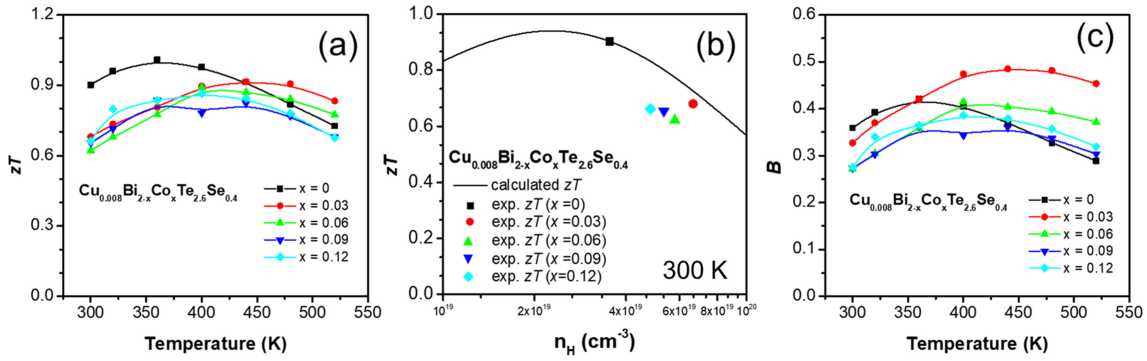 (a)
zT
1.2
0.9
0.6
0.3
0.0
Cu0.008Bi2-xCoxTe2.6Se0.4
x = 0
x = 0.03
x = 0.06
x = 0.09
x = 0.12
300 350 400 450 500 550
Temperature (K)
(b)
zT
1.0
0.8
0.6
0.4
0.2
0.0
Cu0.008Bi2-xCoxTe2.6Se0.4
calculated zT
exp. zT (x=0)
exp. zT (x=0.03)
exp. zT (x=0.06)
exp. zT (x=0.09)
exp. zT (x=0.12)
300 K
10^19 2x10^19 4x10^19 6x10^19 8x10^19 10^20
nH (cm-3)
(c)
B
0.6
0.5
0.4
0.3
0.2
0.1
0.0
Cu0.008Bi2-xCoxTe2.6Se0.4
x = 0
x = 0.03
x = 0.06
x = 0.09
x = 0.12
300 350 400 450 500 550
Temperature (K)